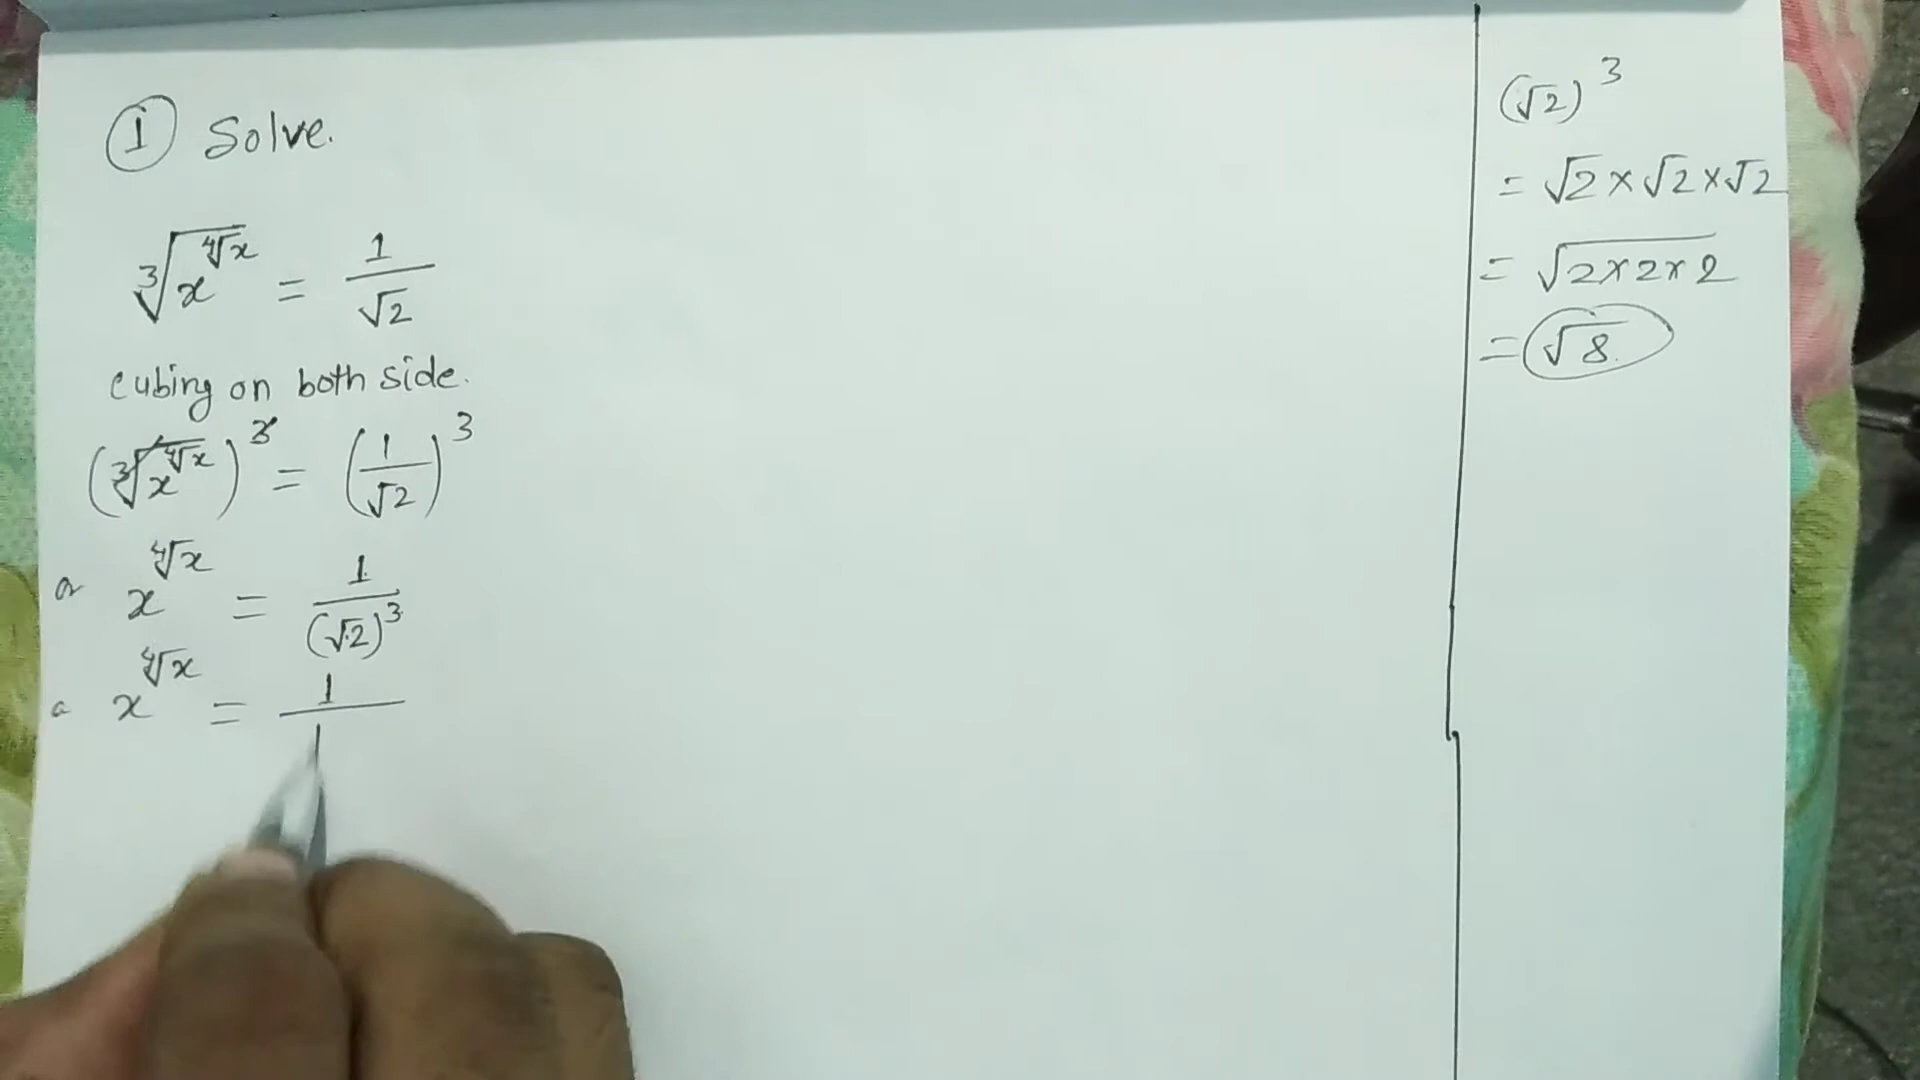 ① Solve.
∛(x^(∜x)) = 1/√2
cubing on both side.
(∛(x^(∜x)))^3 = (1/√2)^3
or x^(∜x) = 1/(√2)^3
x^(∜x) = 1/
(√2)^3
= √2 × √2 × √2
= √2×2×2
= √8